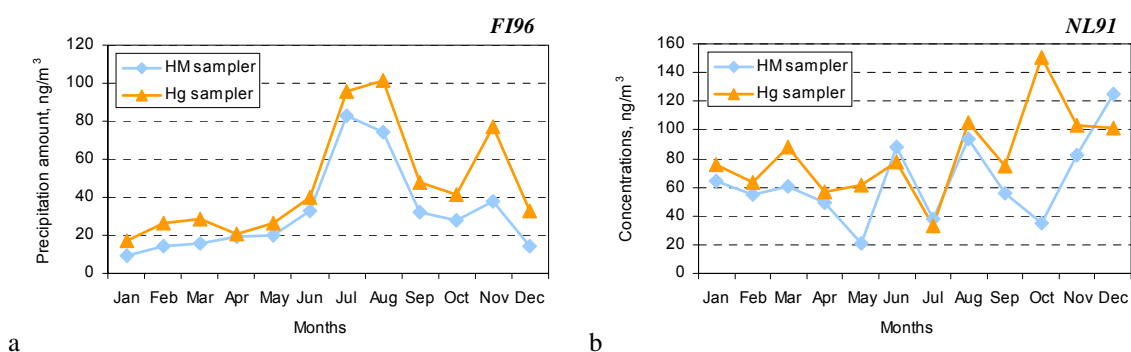 FI96
Precipitation amount, ng/m³
120
100
80
60
40
20
0
HM sampler
Hg sampler
Jan Feb Mar Apr May Jun Jul Aug Sep Oct Nov Dec
Months
a
NL91
Concentrations, ng/m³
160
140
120
100
80
60
40
20
0
HM sampler
Hg sampler
Jan Feb Mar Apr May Jun Jul Aug Sep Oct Nov Dec
Months
b